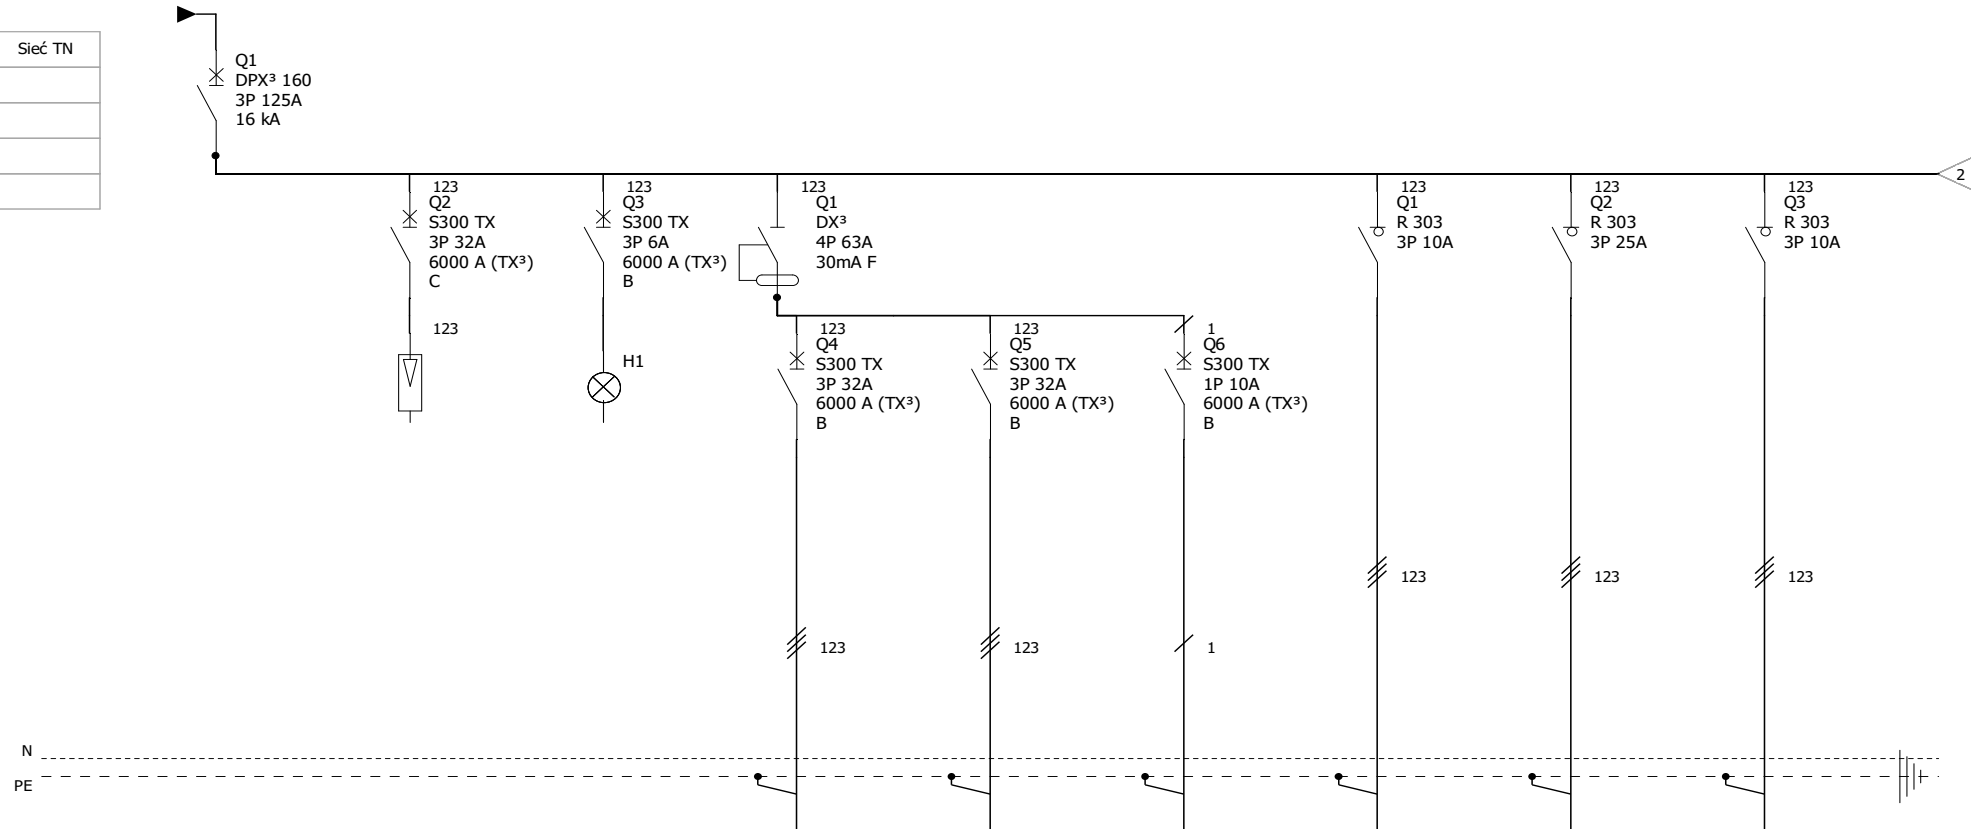 Sieć TN
Q1
DPX³ 160
3P 125A
16 kA
2
123
Q2
S300 TX
3P 32A
6000 A (TX³)
C
123
123
Q3
S300 TX
3P 6A
6000 A (TX³)
B
H1
123
Q1
DX³
4P 63A
30mA F
123
Q4
S300 TX
3P 32A
6000 A (TX³)
B
123
123
Q5
S300 TX
3P 32A
6000 A (TX³)
B
123
1
Q6
S300 TX
1P 10A
6000 A (TX³)
B
1
123
Q1
R 303
3P 10A
123
123
Q2
R 303
3P 25A
123
123
Q3
R 303
3P 10A
123
N
PE